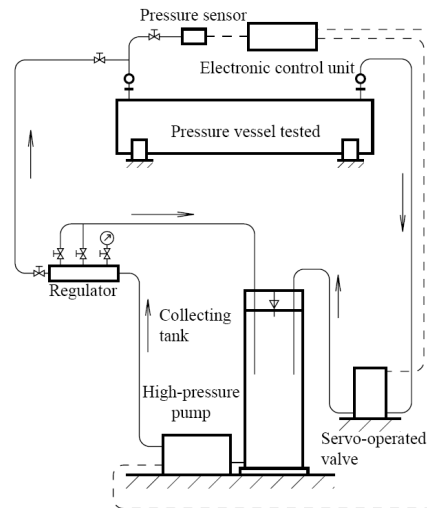 Pressure sensor
Electronic control unit
Pressure vessel tested
Regulator
Collecting
tank
High-pressure
pump
Servo-operated
valve